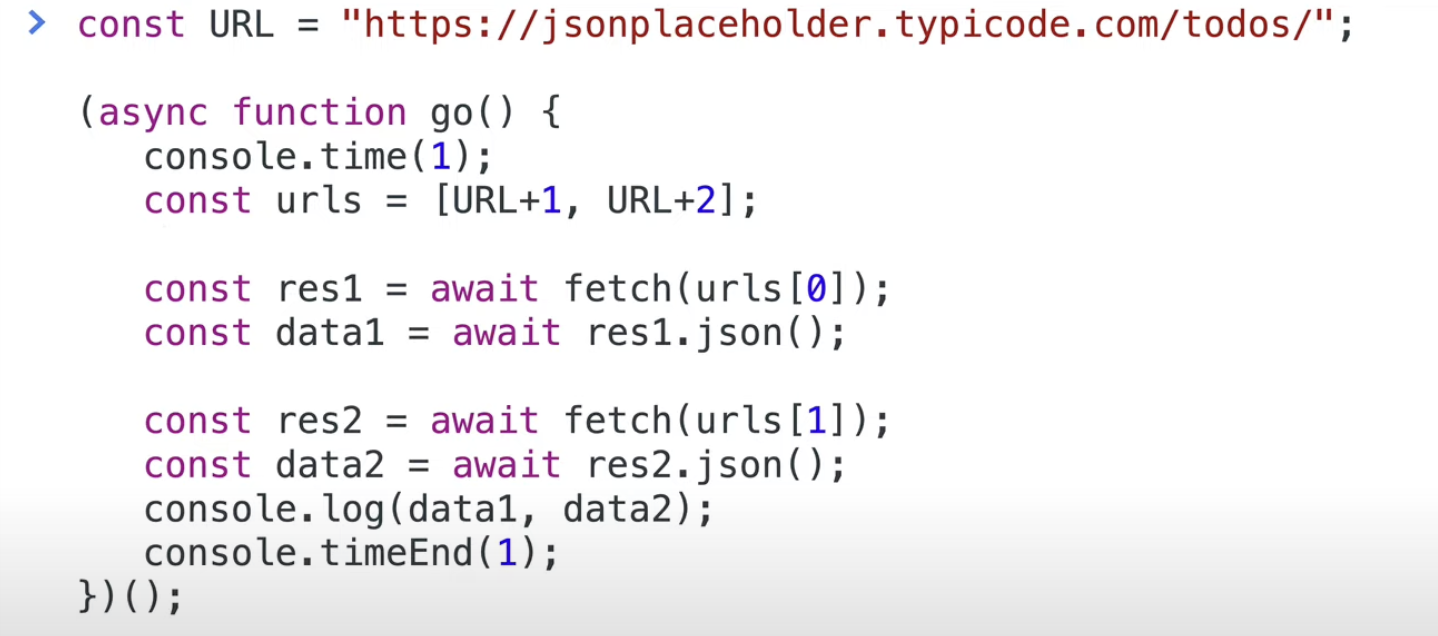 > const URL = "https://jsonplaceholder.typicode.com/todos/";
(async function go() {
console.time(1);
const urls = [URL+1, URL+2];
const res1 = await fetch(urls[0]);
const data1 = await res1.json();
const res2 = await fetch(urls[1]);
const data2 = await res2.json();
console.log(data1, data2);
console.timeEnd(1);
})();